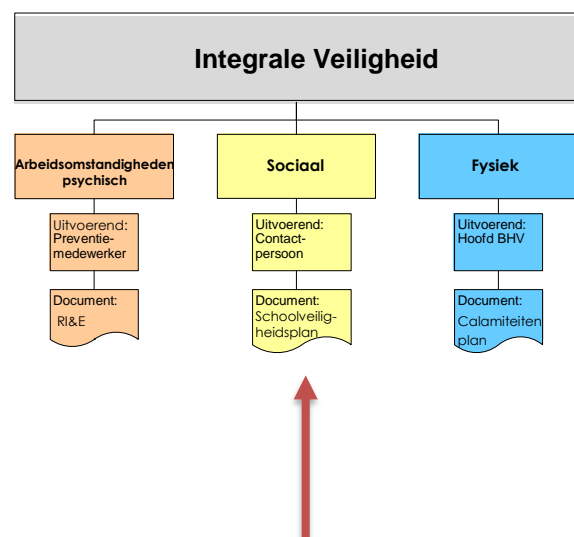 Integrale Veiligheid
Arbeidsomstandigheden
psychisch
Sociaal
Fysiek
Uitvoerend:
Preventie-
medewerker
Uitvoerend:
Contact-
persoon
Uitvoerend:
Hoofd BHV
Document:
RI&E
Document:
Schoolveilig-
heidsplan
Document:
Calamiteiten
plan